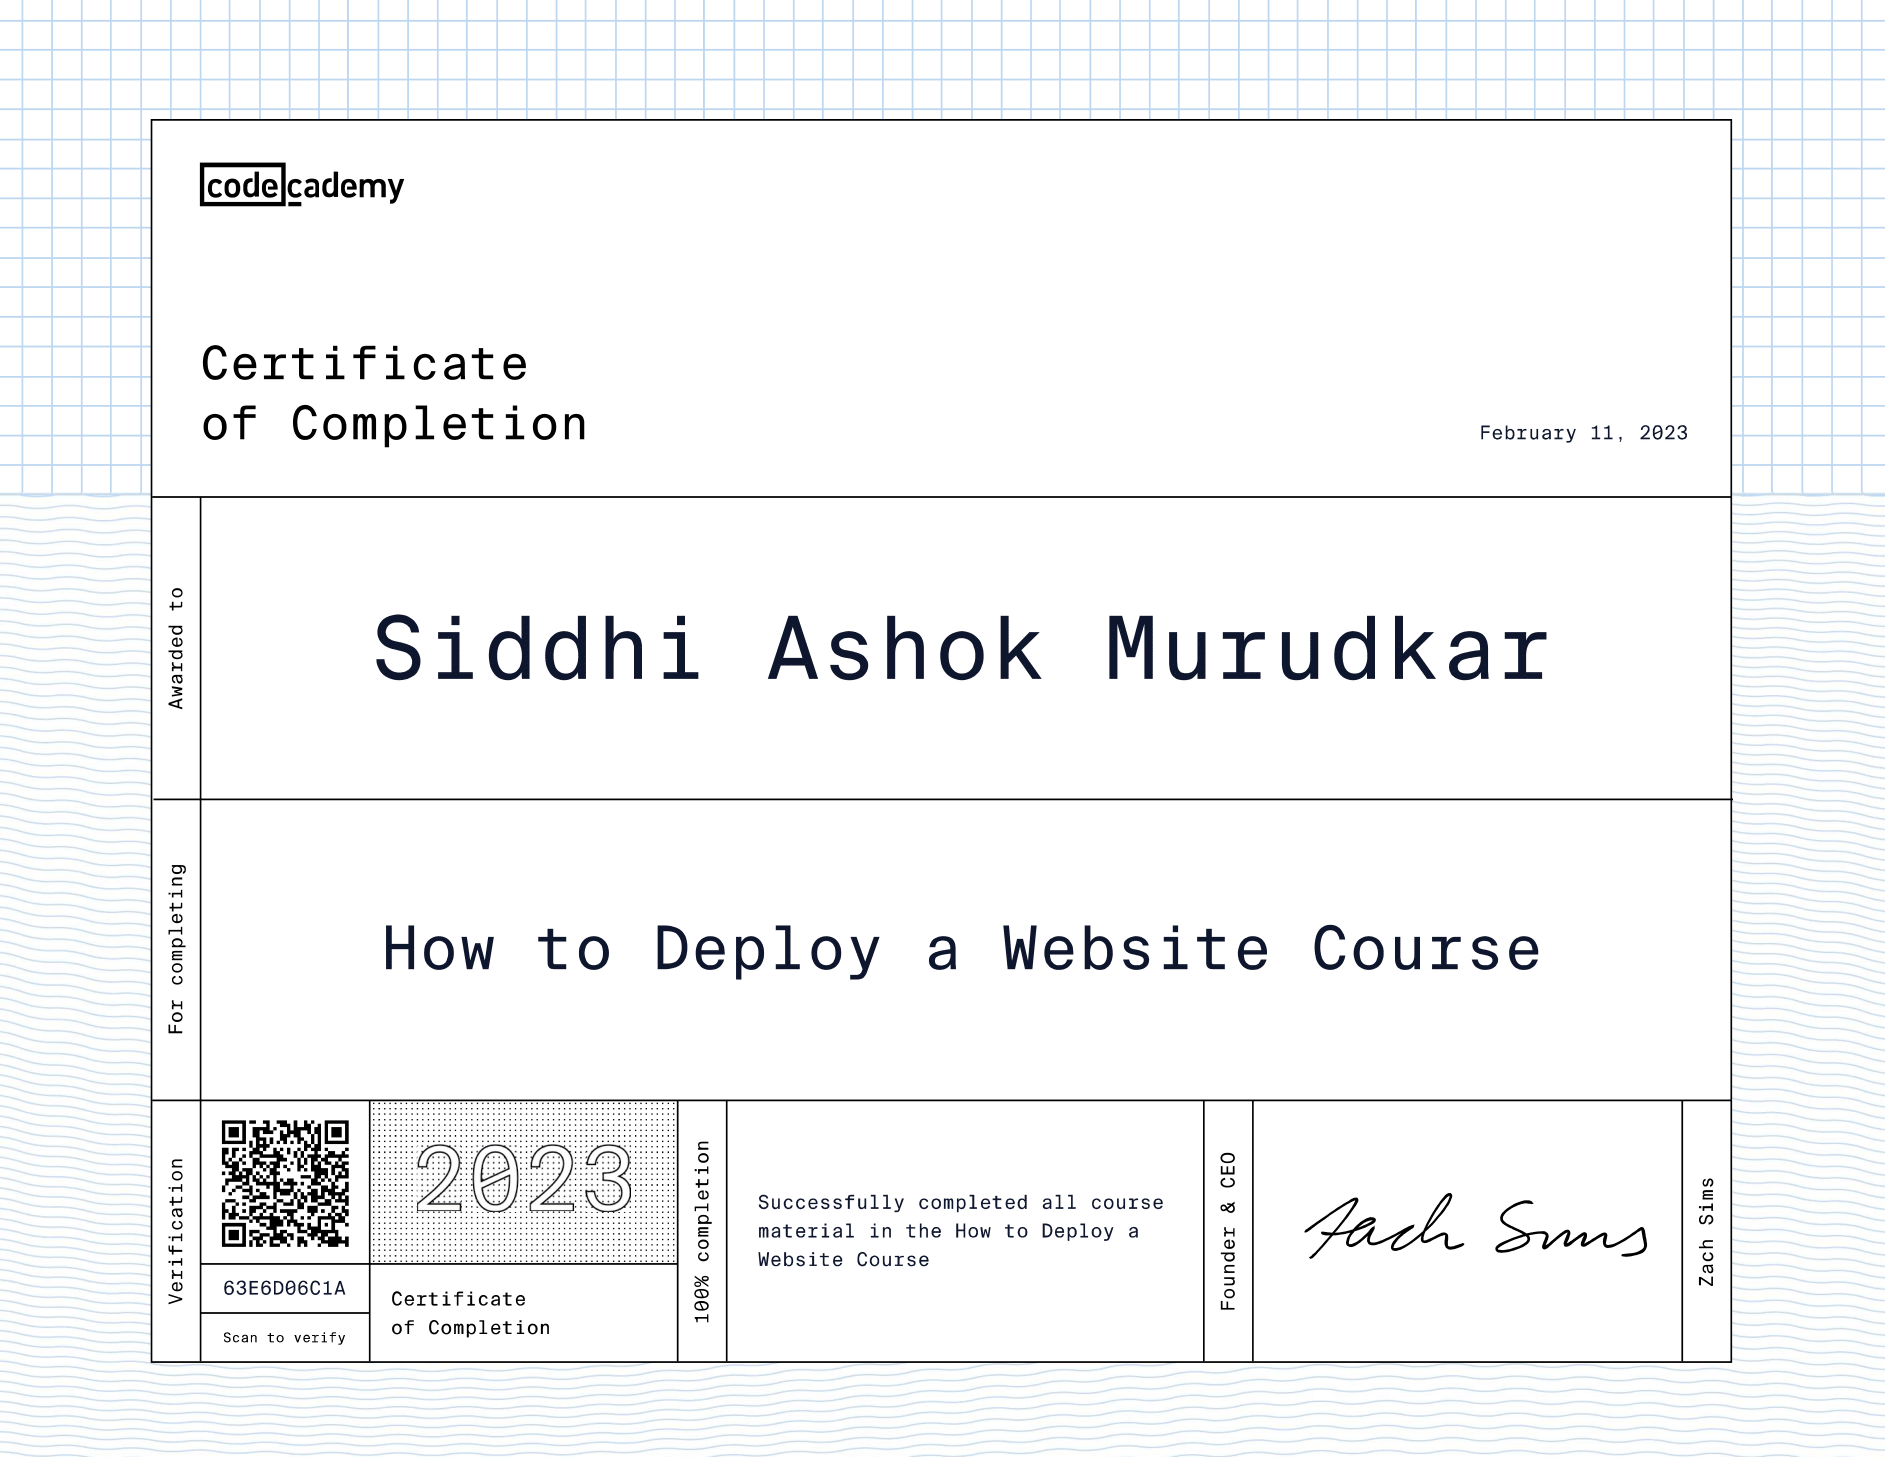 codecademy
Certificate
of Completion
February 11, 2023
Awarded to
Siddhi Ashok Murudkar
For completing
How to Deploy a Website Course
Verification
63E6D06C1A
Scan to verify
2023
Certificate
of Completion
100% completion
Successfully completed all course
material in the How to Deploy a
Website Course
Founder & CEO
Zach Sims
Zach Sims